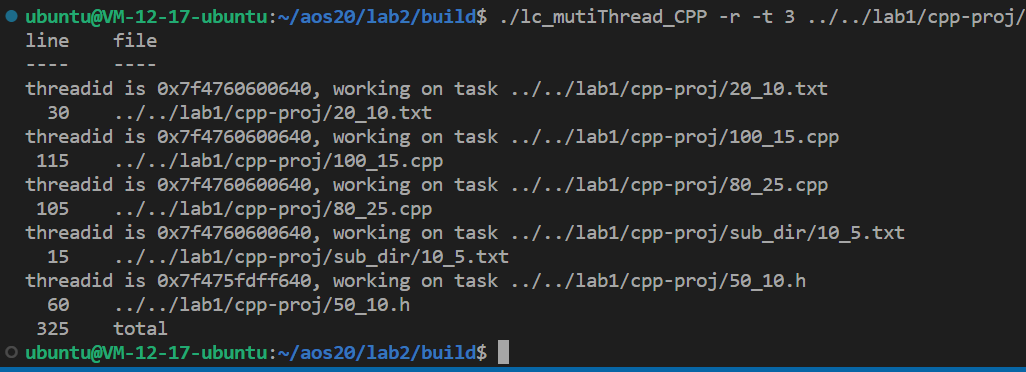 ubuntu@VM-12-17-ubuntu:~/aos20/lab2/build$ ./lc_mutiThread_CPP -r -t 3 ../../lab1/cpp-proj/
line    file
----    ----
threadid is 0x7f4760600640, working on task ../../lab1/cpp-proj/20_10.txt
  30    ../../lab1/cpp-proj/20_10.txt
threadid is 0x7f4760600640, working on task ../../lab1/cpp-proj/100_15.cpp
 115    ../../lab1/cpp-proj/100_15.cpp
threadid is 0x7f4760600640, working on task ../../lab1/cpp-proj/80_25.cpp
 105    ../../lab1/cpp-proj/80_25.cpp
threadid is 0x7f4760600640, working on task ../../lab1/cpp-proj/sub_dir/10_5.txt
  15    ../../lab1/cpp-proj/sub_dir/10_5.txt
threadid is 0x7f475fdff640, working on task ../../lab1/cpp-proj/50_10.h
  60    ../../lab1/cpp-proj/50_10.h
 325    total
ubuntu@VM-12-17-ubuntu:~/aos20/lab2/build$